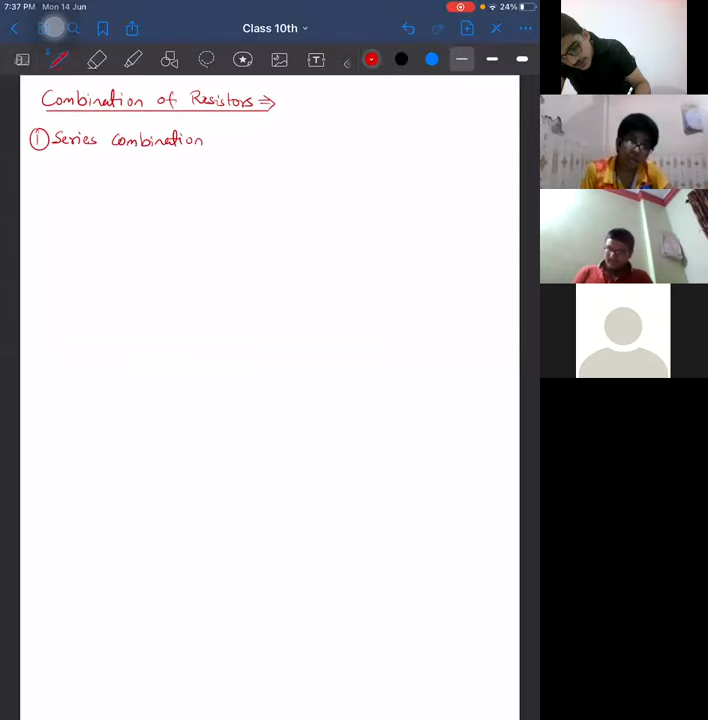 7:37 PM Mon 14 Jun 24%
Class 10th
T
Combination of Resistors ⇒
① Series combination